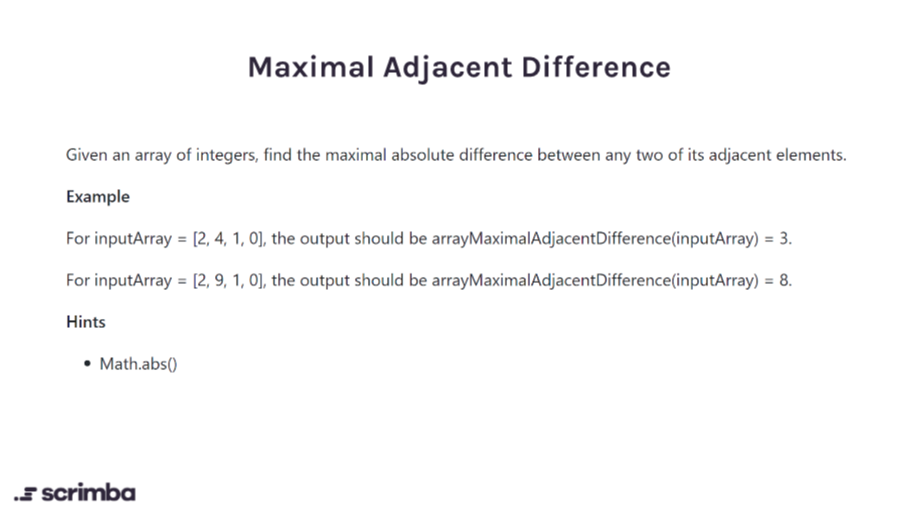 Maximal Adjacent Difference
Given an array of integers, find the maximal absolute difference between any two of its adjacent elements.
Example
For inputArray = [2, 4, 1, 0], the output should be arrayMaximalAdjacentDifference(inputArray) = 3.
For inputArray = [2, 9, 1, 0], the output should be arrayMaximalAdjacentDifference(inputArray) = 8.
Hints
• Math.abs()
scrimba